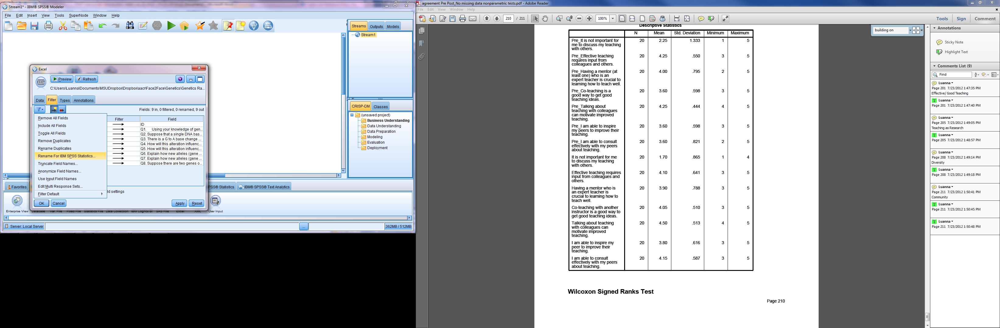 Stream1* - IBM® SPSS® Modeler
File Edit Insert View Tools SuperNode Window Help
Streams Outputs Models
Stream1
Excel
Preview Refresh
C:\Users\Luanna\Documents\MSUDropbox\Dropbox\aacr\Face2Face\Genetics\Genetics Ra...
Data Filter Types Annotations
Fields: 9 in, 0 filtered, 0 renamed, 9 out
Remove All Fields
Include All Fields
Toggle All Fields
Remove Duplicates
Rename Duplicates
Rename For IBM SPSS Statistics...
Truncate Field Names...
Anonymize Field Names...
Use Input Field Names
Edit Multi Response Sets...
Filter Default
Filter Field
ID
Q1. Using your knowledge of gen...
Q2. Suppose that a single DNA bas...
Q3. There is a G to A base change ...
Q4. How will this alteration influenc...
Q5. How will this alteration influenc...
Q6. Explain how new alleles (gene ...
Q7. Explain how new alleles (gene ...
Q8. Suppose there are two genes o...
ld settings
OK Cancel Apply Reset
CRISP-DM Classes
(unsaved project)
Business Understanding
Data Understanding
Data Preparation
Modeling
Evaluation
Deployment
Favorites PSS® Statistics IBM® SPSS® Text Analytics
Enterprise View Database Var. File Fixed File Statistics File Data Collection IBM Cognos BI SAS File Excel XML User Input
Server: Local Server ... 362MB / 512MB
agreement Pre Post_No missing data nonparametric tests.pdf - Adobe Reader
File Edit View Window Help
210 / 211 100% Tools Sign Comment
building on
Descriptive Statistics
N Mean Std. Deviation Minimum Maximum
Pre_It is not important for 20 2.25 1.333 1 5
me to discuss my teaching
with others.
Pre_Effective teaching 20 4.25 .550 3 5
requires input from
colleagues and others.
Pre_Having a mentor (at 20 4.00 .795 2 5
least one) who is an
expert teacher is crucial to
learning how to teach well.
Pre_Co-teaching is a 20 3.60 .598 3 5
good way to get good
teaching ideas.
Pre_Talking about 20 4.25 .444 4 5
teaching with colleagues
can motivate improved
teaching.
Pre_I am able to inspire 20 3.60 .598 3 5
my peers to improve their
teaching.
Pre_I am able to consult 20 3.60 .821 2 5
effectively with my peers
about teaching.
It is not important for me 20 1.70 .865 1 4
to discuss my teaching
with others.
Effective teaching requires 20 4.10 .641 3 5
input from colleagues and
others.
Having a mentor who is 20 3.90 .788 3 5
an expert teacher is
crucial to learning how to
teach well.
Co-teaching with another 20 4.05 .510 3 5
instructor is a good way to
get good teaching ideas.
Talking about teaching 20 4.50 .513 4 5
with colleagues can
motivate improved
teaching.
I am able to inspire my 20 3.80 .616 3 5
peer to improve their
teaching.
I am able to consult 20 4.15 .587 3 5
effectively with my peers
about teaching.
Wilcoxon Signed Ranks Test
Page 210
Annotations
Sticky Note
Highlight Text
Comments List (9)
Find
Luanna
Page 201 7/23/2012 1:47:35 PM
Effective/ Good Teaching
Luanna
Page 201 7/23/2012 1:47:40 PM
Luanna
Page 205 7/23/2012 1:49:05 PM
Teaching as Research
Luanna
Page 205 7/23/2012 1:48:57 PM
Luanna
Page 208 7/23/2012 1:49:14 PM
Diversity
Luanna
Page 208 7/23/2012 1:49:18 PM
Luanna
Page 211 7/23/2012 1:50:41 PM
Community
Luanna
Page 211 7/23/2012 1:50:45 PM
Luanna
Page 211 7/23/2012 1:50:48 PM